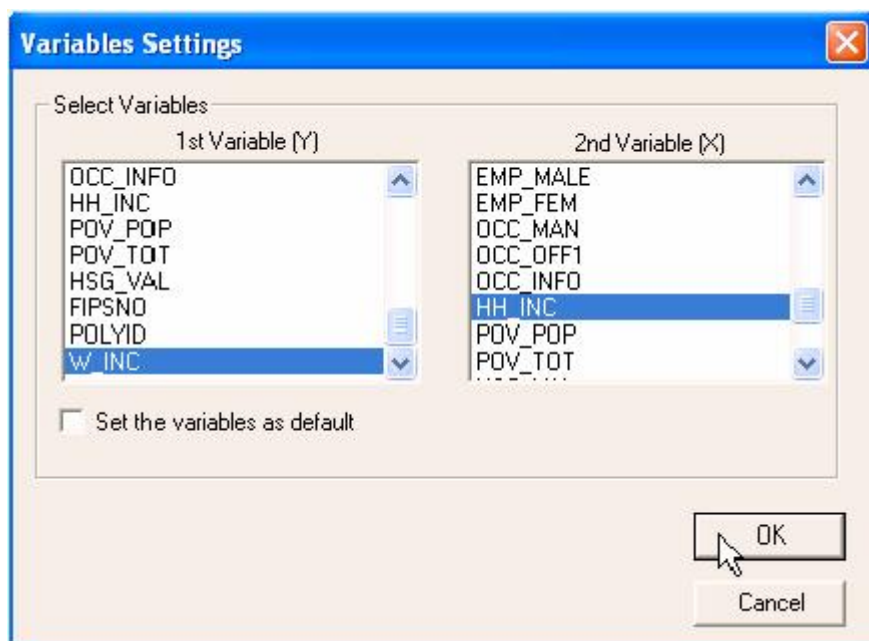 Variables Settings
Select Variables
1st Variable (Y)
OCC_INFO
HH_INC
POV_POP
POV_TOT
HSG_VAL
FIPSNO
POLYID
W_INC
2nd Variable (X)
EMP_MALE
EMP_FEM
OCC_MAN
OCC_OFF1
OCC_INFO
HH_INC
POV_POP
POV_TOT
Set the variables as default
OK
Cancel